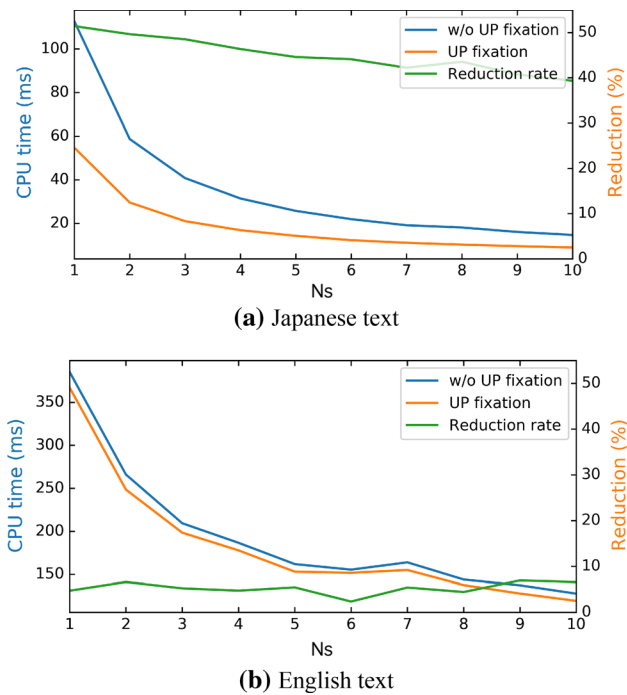 w/o UP fixation
UP fixation
Reduction rate
CPU time (ms)
100
80
60
40
20
Reduction (%)
50
40
30
20
10
0
1 2 3 4 5 6 7 8 9 10
Ns
(a) Japanese text
w/o UP fixation
UP fixation
Reduction rate
CPU time (ms)
350
300
250
200
150
Reduction (%)
50
40
30
20
10
0
1 2 3 4 5 6 7 8 9 10
Ns
(b) English text